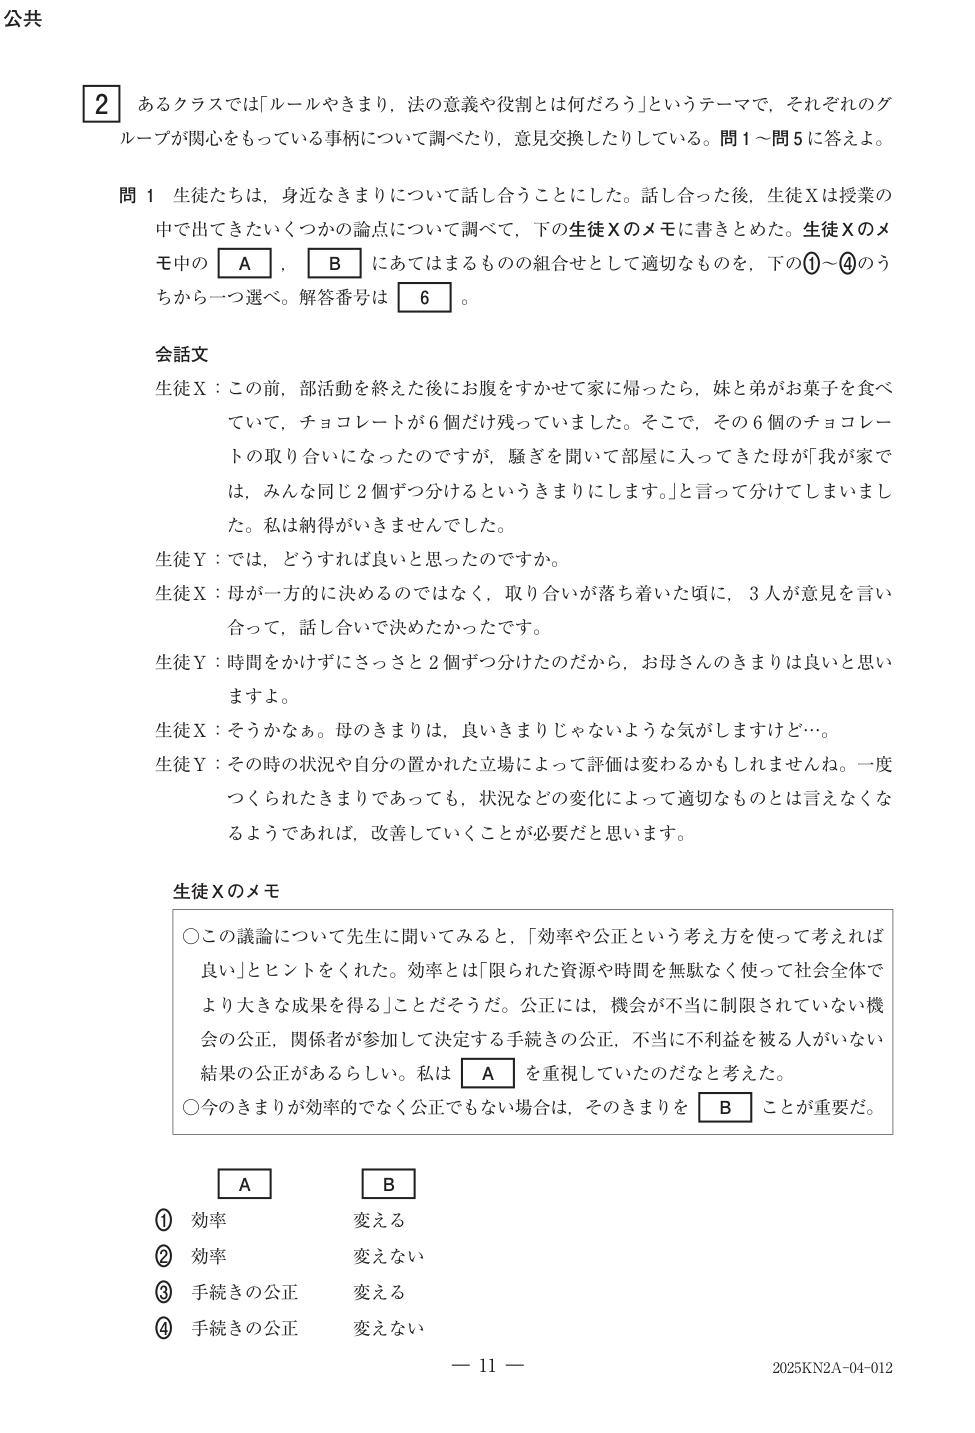 公共
2 あるクラスでは「ルールやきまり，法の意義や役割とは何だろう」というテーマで，それぞれのグ
ループが関心をもっている事柄について調べたり，意見交換したりしている。問1～問5に答えよ。
問 1 生徒たちは，身近なきまりについて話し合うことにした。話し合った後，生徒Xは授業の
中で出てきたいくつかの論点について調べて，下の生徒Xのメモに書きとめた。生徒Xのメ
モ中の A ， B にあてはまるものの組合せとして適切なものを，下の①～④のう
ちから一つ選べ。解答番号は 6 。
会話文
生徒X：この前，部活動を終えた後にお腹をすかせて家に帰ったら，妹と弟がお菓子を食べ
ていて，チョコレートが6個だけ残っていました。そこで，その6個のチョコレー
トの取り合いになったのですが，騒ぎを聞いて部屋に入ってきた母が「我が家で
は，みんな同じ2個ずつ分けるというきまりにします。」と言って分けてしまいまし
た。私は納得がいきませんでした。
生徒Y：では，どうすれば良いと思ったのですか。
生徒X：母が一方的に決めるのではなく，取り合いが落ち着いた頃に，3人が意見を言い
合って，話し合いで決めたかったです。
生徒Y：時間をかけずにさっさと2個ずつ分けたのだから，お母さんのきまりは良いと思い
ますよ。
生徒X：そうかなぁ。母のきまりは，良いきまりじゃないような気がしますけど…。
生徒Y：その時の状況や自分の置かれた立場によって評価は変わるかもしれませんね。一度
つくられたきまりであっても，状況などの変化によって適切なものとは言えなくな
るようであれば，改善していくことが必要だと思います。
生徒Xのメモ
○この議論について先生に聞いてみると，「効率や公正という考え方を使って考えれば
良い」とヒントをくれた。効率とは「限られた資源や時間を無駄なく使って社会全体で
より大きな成果を得る」ことだそうだ。公正には，機会が不当に制限されていない機
会の公正，関係者が参加して決定する手続きの公正，不当に不利益を被る人がいない
結果の公正があるらしい。私は A を重視していたのだなと考えた。
○今のきまりが効率的でなく公正でもない場合は，そのきまりを B ことが重要だ。
A B
① 効率 変える
② 効率 変えない
③ 手続きの公正 変える
④ 手続きの公正 変えない
― 11 ―
2025KN2A-04-012